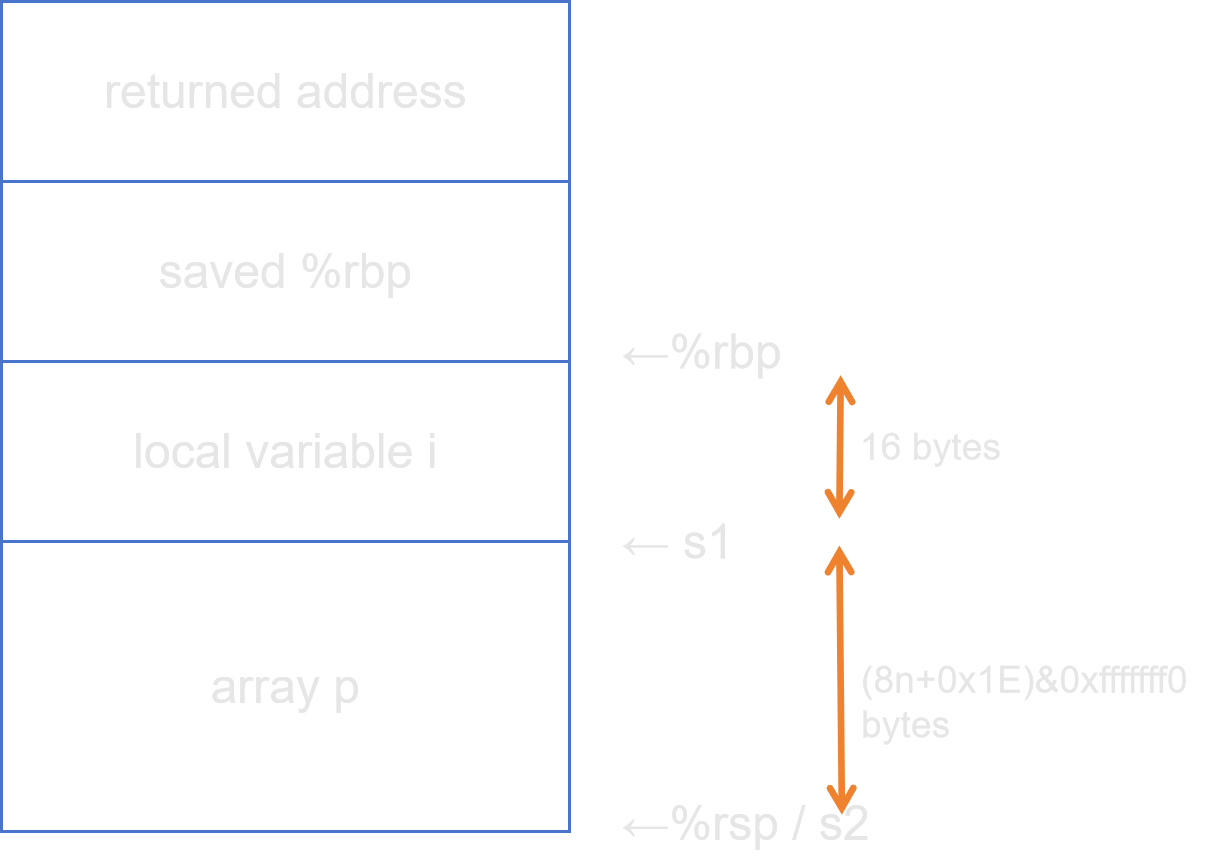 returned address
saved %rbp
←%rbp
local variable i
16 bytes
← s1
array p
(8n+0x1E)&0xfffffff0
bytes
←%rsp / s2